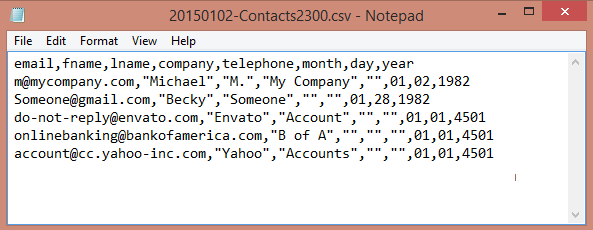 20150102-Contacts2300.csv - Notepad
File Edit Format View Help
email,fname,lname,company,telephone,month,day,year
m@mycompany.com,"Michael","M.","My Company","",01,02,1982
Someone@gmail.com,"Becky","Someone","","",01,28,1982
do-not-reply@envato.com,"Envato","Account","","",01,01,4501
onlinebanking@bankofamerica.com,"B of A","","","",01,01,4501
account@cc.yahoo-inc.com,"Yahoo","Accounts","","",01,01,4501